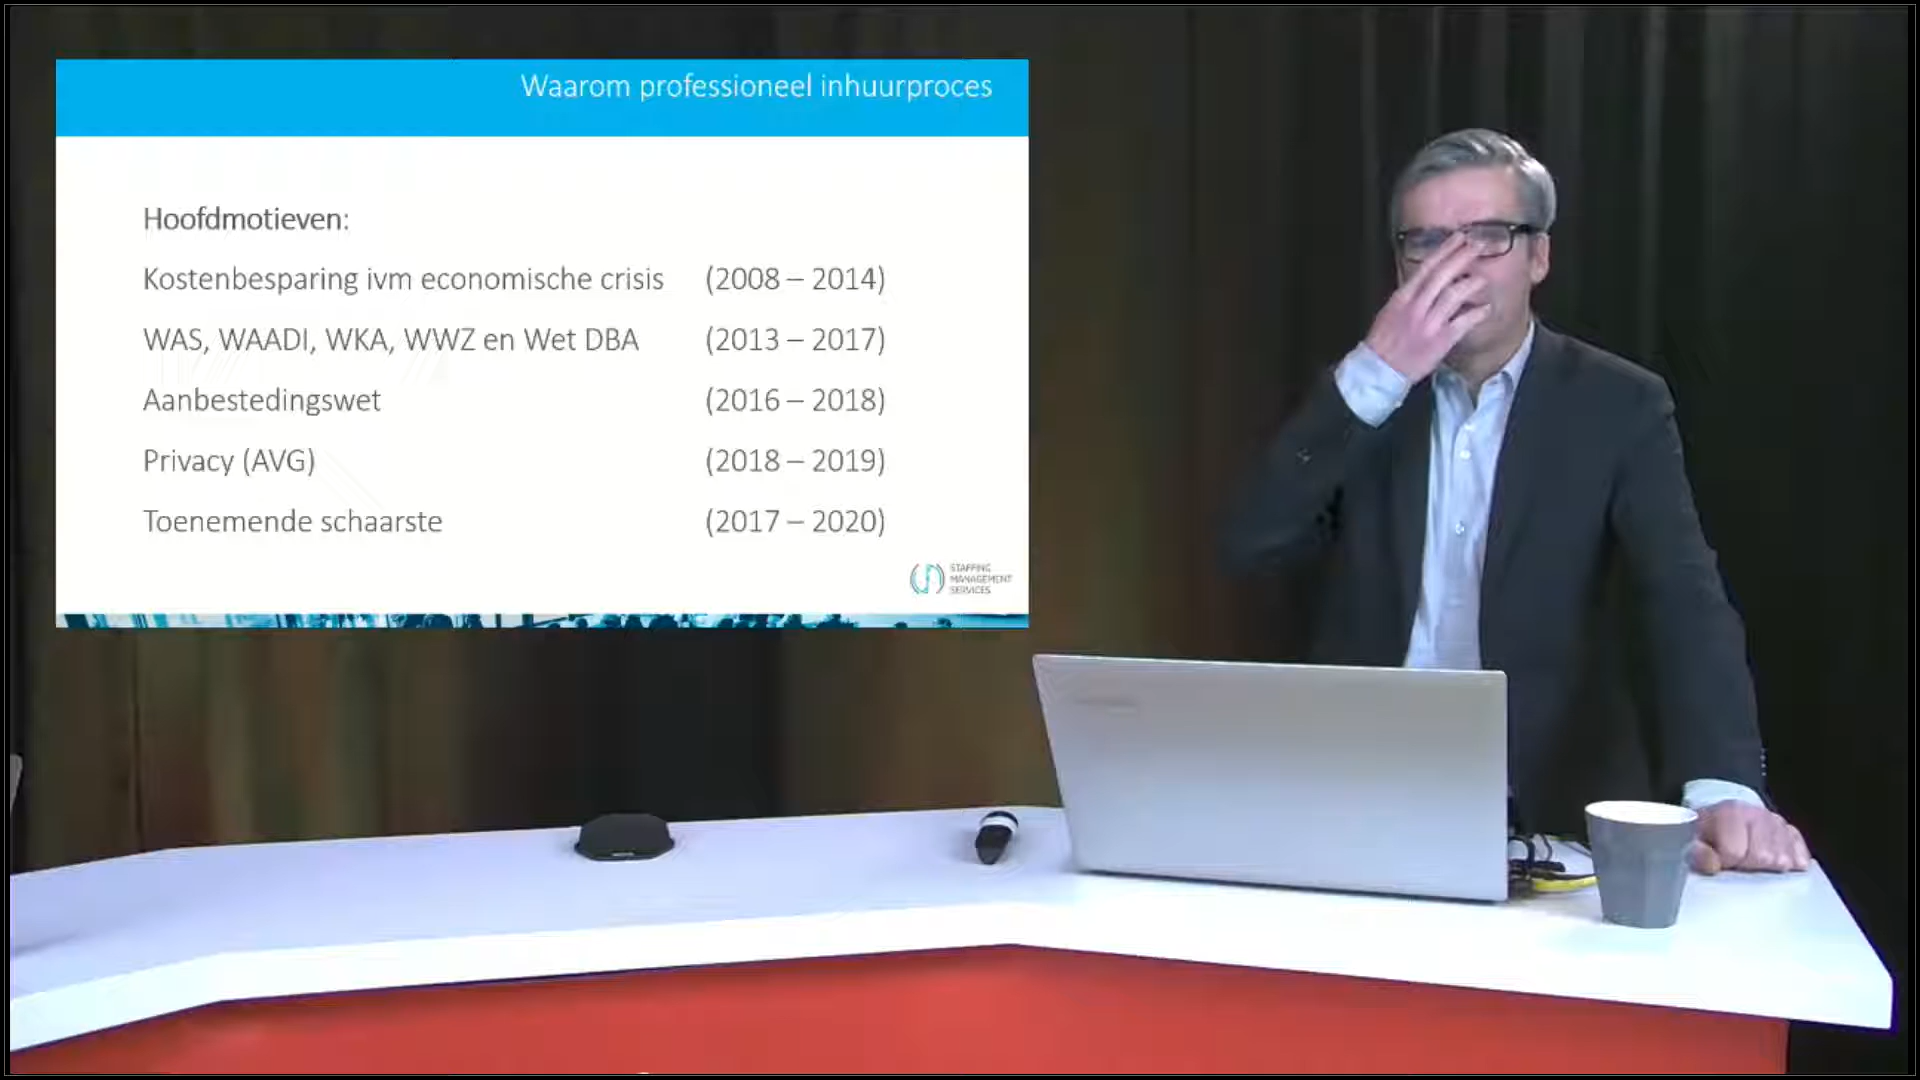 Waarom professioneel inhuurproces
Hoofdmotieven:
Kostenbesparing ivm economische crisis (2008 – 2014)
WAS, WAADI, WKA, WWZ en Wet DBA (2013 – 2017)
Aanbestedingswet (2016 – 2018)
Privacy (AVG) (2018 – 2019)
Toenemende schaarste (2017 – 2020)
STAFFING
MANAGEMENT
SERVICES